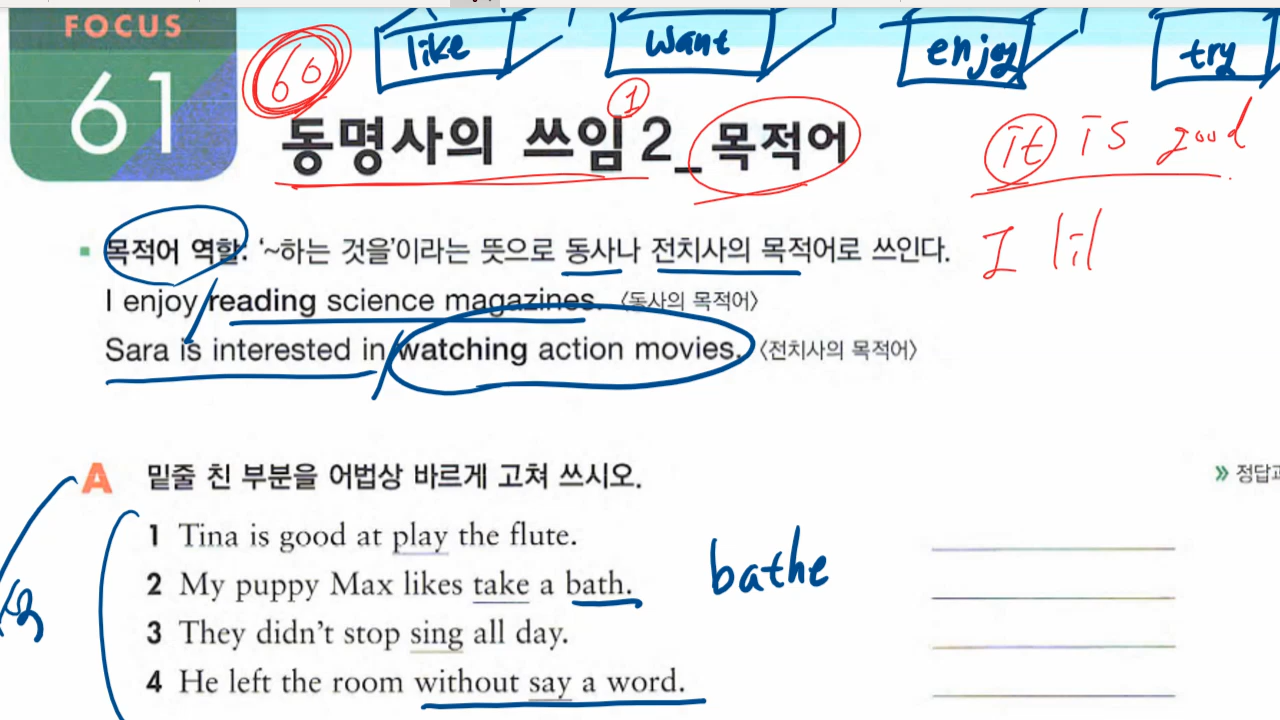 FOCUS
61
60
like
want
enjoy
try
1
동명사의 쓰임 2_목적어
It is good
I lil
목적어 역할: '~하는 것을'이라는 뜻으로 동사나 전치사의 목적어로 쓰인다.
I enjoy reading science magazines. 〈동사의 목적어〉
Sara is interested in watching action movies. 〈전치사의 목적어〉
A 밑줄 친 부분을 어법상 바르게 고쳐 쓰시오.
» 정답과
1 Tina is good at play the flute.
2 My puppy Max likes take a bath.
bathe
3 They didn't stop sing all day.
4 He left the room without say a word.